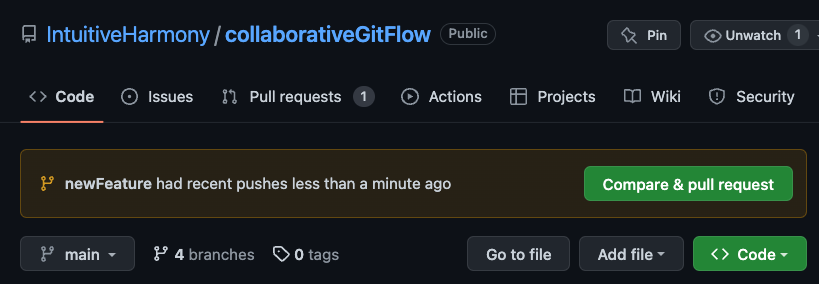 IntuitiveHarmony / collaborativeGitFlow Public Pin Unwatch 1
Code Issues Pull requests 1 Actions Projects Wiki Security
newFeature had recent pushes less than a minute ago Compare & pull request
main 4 branches 0 tags Go to file Add file Code